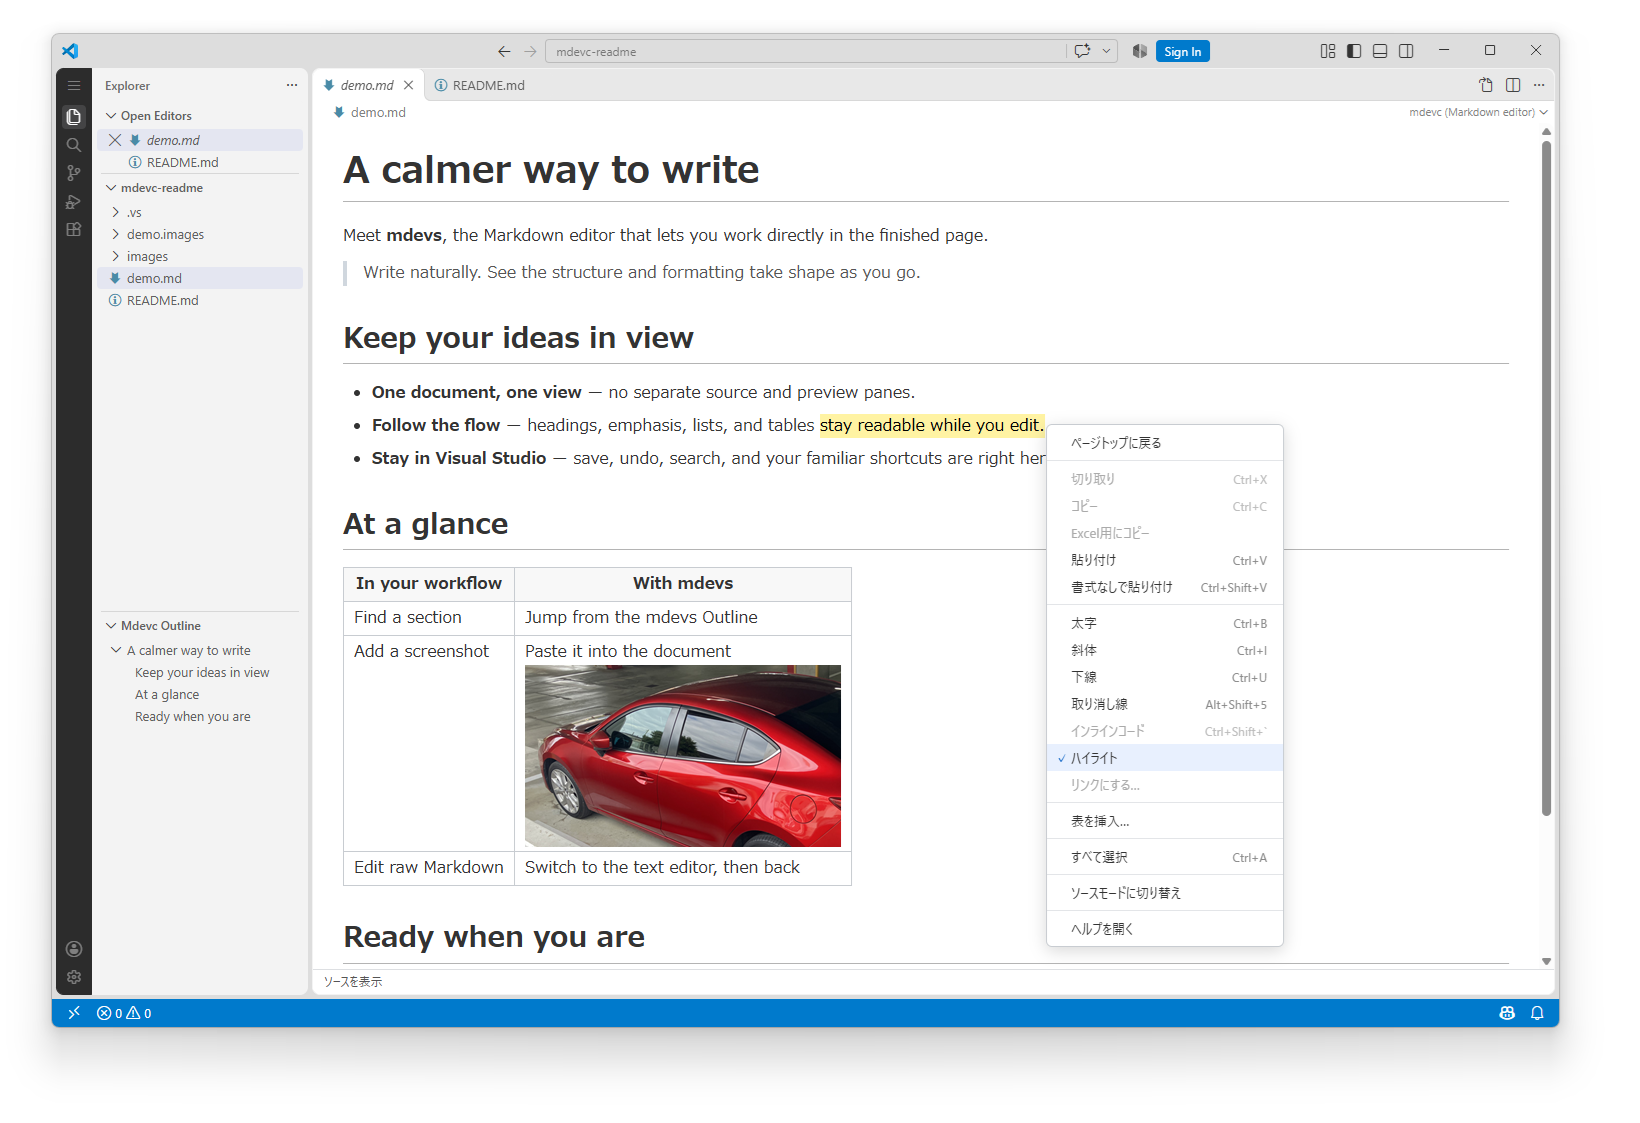 mdevc-readme
Sign In
Explorer
Open Editors
demo.md
README.md
mdevc-readme
.vs
demo.images
images
demo.md
README.md
Mdevc Outline
A calmer way to write
Keep your ideas in view
At a glance
Ready when you are
demo.md
README.md
demo.md
mdevc (Markdown editor)
A calmer way to write
Meet mdevs, the Markdown editor that lets you work directly in the finished page.
Write naturally. See the structure and formatting take shape as you go.
Keep your ideas in view
• One document, one view — no separate source and preview panes.
• Follow the flow — headings, emphasis, lists, and tables stay readable while you edit.
• Stay in Visual Studio — save, undo, search, and your familiar shortcuts are right her
At a glance
In your workflow With mdevs
Find a section Jump from the mdevs Outline
Add a screenshot Paste it into the document
Edit raw Markdown Switch to the text editor, then back
Ready when you are
ソースを表示
ページトップに戻る
切り取り Ctrl+X
コピー Ctrl+C
Excel用にコピー
貼り付け Ctrl+V
書式なしで貼り付け Ctrl+Shift+V
太字 Ctrl+B
斜体 Ctrl+I
下線 Ctrl+U
取り消し線 Alt+Shift+5
インラインコード Ctrl+Shift+`
✓ ハイライト
リンクにする...
表を挿入...
すべて選択 Ctrl+A
ソースモードに切り替え
ヘルプを開く
0 0